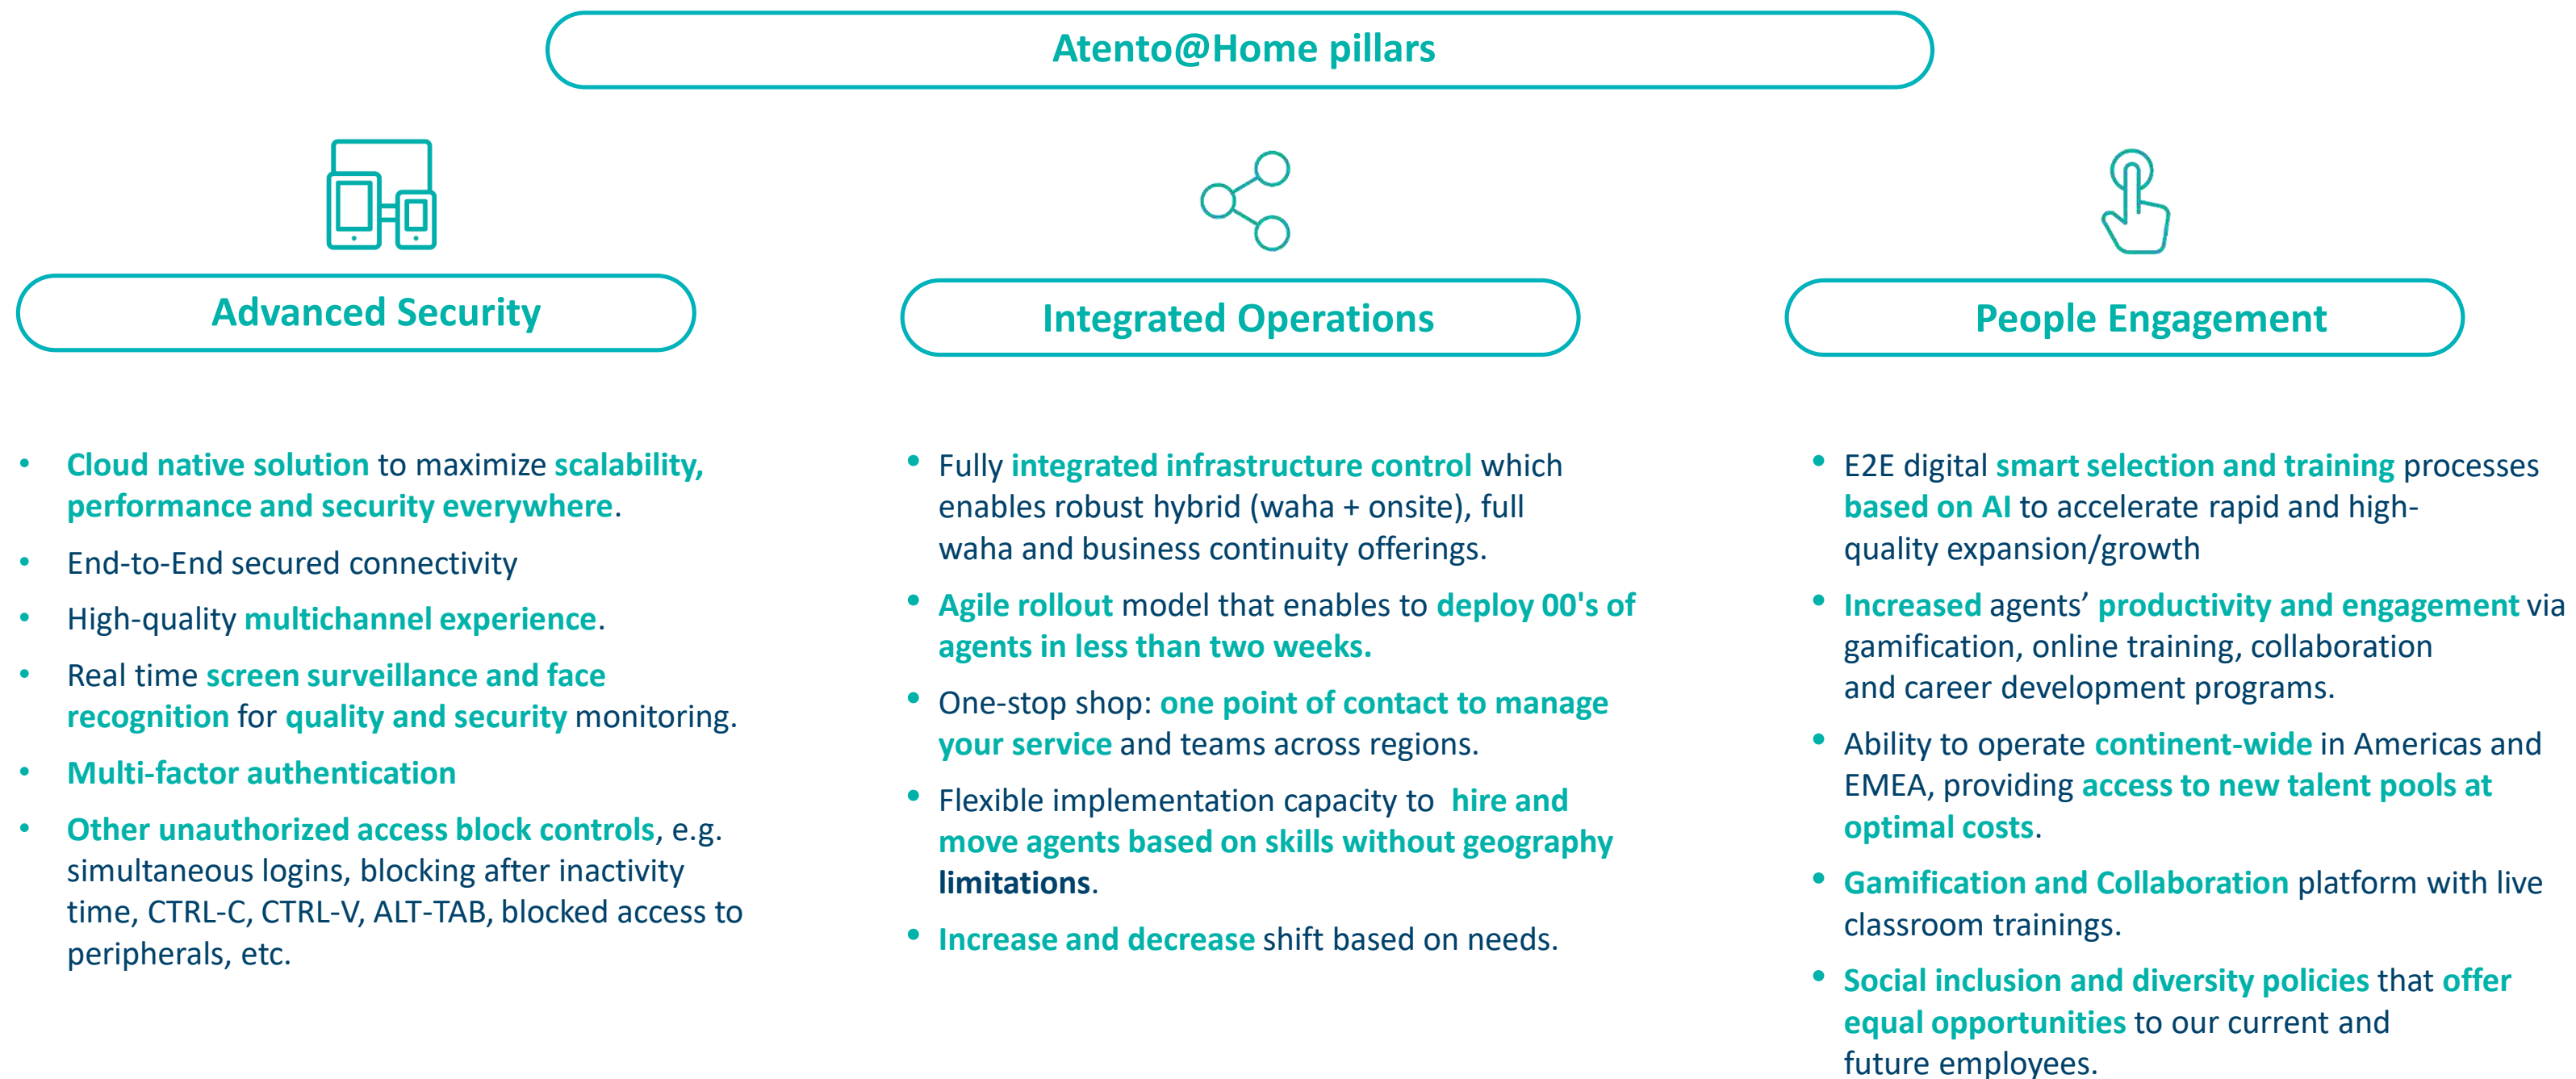 Atento@Home pillars
Advanced Security
• Cloud native solution to maximize scalability,
performance and security everywhere.
• End-to-End secured connectivity
• High-quality multichannel experience.
• Real time screen surveillance and face
recognition for quality and security monitoring.
• Multi-factor authentication
• Other unauthorized access block controls, e.g.
simultaneous logins, blocking after inactivity
time, CTRL-C, CTRL-V, ALT-TAB, blocked access to
peripherals, etc.
Integrated Operations
• Fully integrated infrastructure control which
enables robust hybrid (waha + onsite), full
waha and business continuity offerings.
• Agile rollout model that enables to deploy 00's of
agents in less than two weeks.
• One-stop shop: one point of contact to manage
your service and teams across regions.
• Flexible implementation capacity to  hire and
move agents based on skills without geography
limitations.
• Increase and decrease shift based on needs.
People Engagement
• E2E digital smart selection and training processes
based on AI to accelerate rapid and high-
quality expansion/growth
• Increased agents’ productivity and engagement via
gamification, online training, collaboration
and career development programs.
• Ability to operate continent-wide in Americas and
EMEA, providing access to new talent pools at
optimal costs.
• Gamification and Collaboration platform with live
classroom trainings.
• Social inclusion and diversity policies that offer
equal opportunities to our current and
future employees.